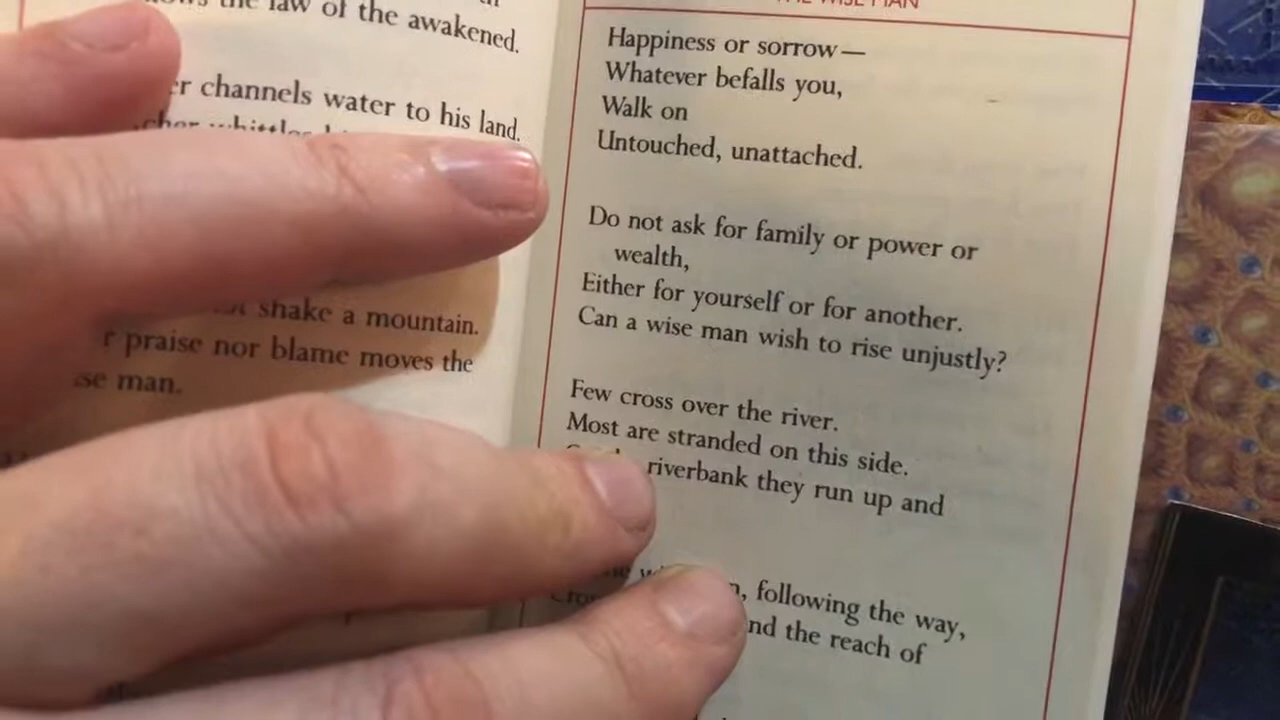 law of the awakened.
channels water to his land.
shake a mountain.
praise nor blame moves the
man.
THE WISE MAN
Happiness or sorrow—
Whatever befalls you,
Walk on
Untouched, unattached.
Do not ask for family or power or
wealth,
Either for yourself or for another.
Can a wise man wish to rise unjustly?
Few cross over the river.
Most are stranded on this side.
riverbank they run up and
following the way,
the reach of